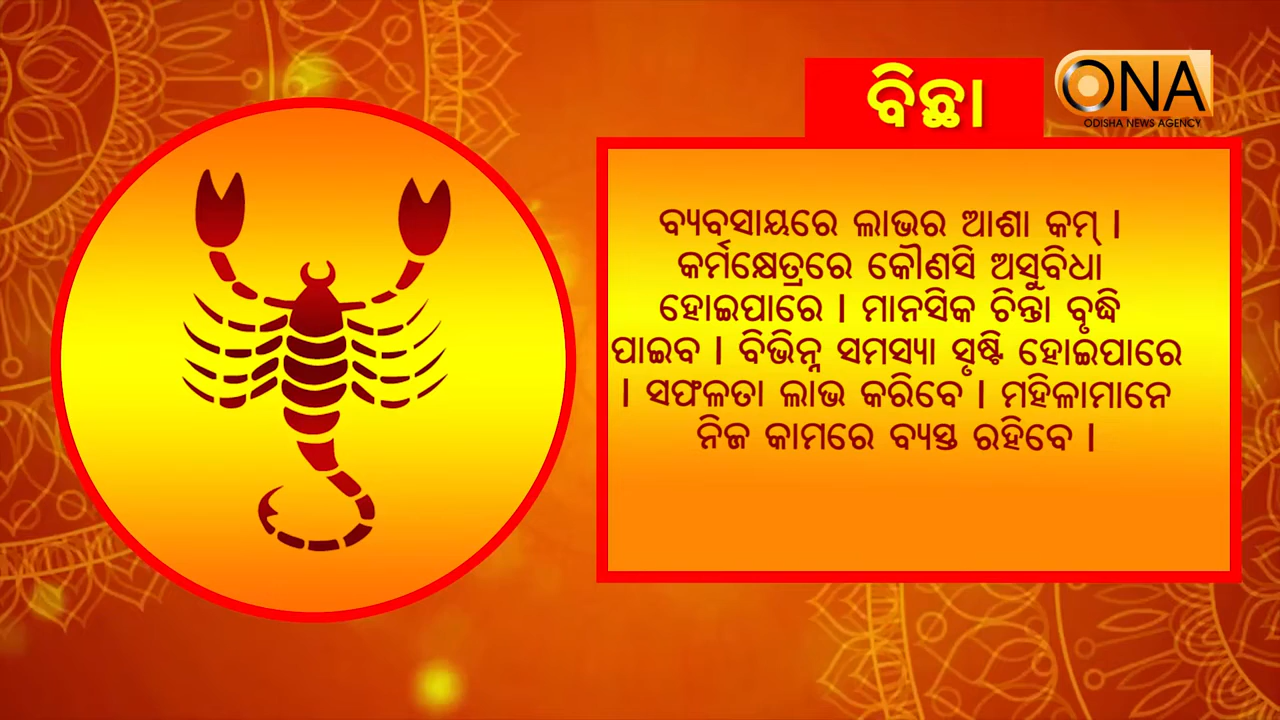 ବିଛା
ONA
ODISHA NEWS AGENCY
ବ୍ୟବସାୟରେ ଲାଭର ଆଶା କମ୍ ।
କର୍ମକ୍ଷେତ୍ରରେ କୌଣସି ଅସୁବିଧା
ହୋଇପାରେ । ମାନସିକ ଚିନ୍ତା ବୃଦ୍ଧି
ପାଇବ । ବିଭିନ୍ନ ସମସ୍ୟା ସୃଷ୍ଟି ହୋଇପାରେ
। ସଫଳତା ଲାଭ କରିବେ । ମହିଳାମାନେ
ନିଜ କାମରେ ବ୍ୟସ୍ତ ରହିବେ ।